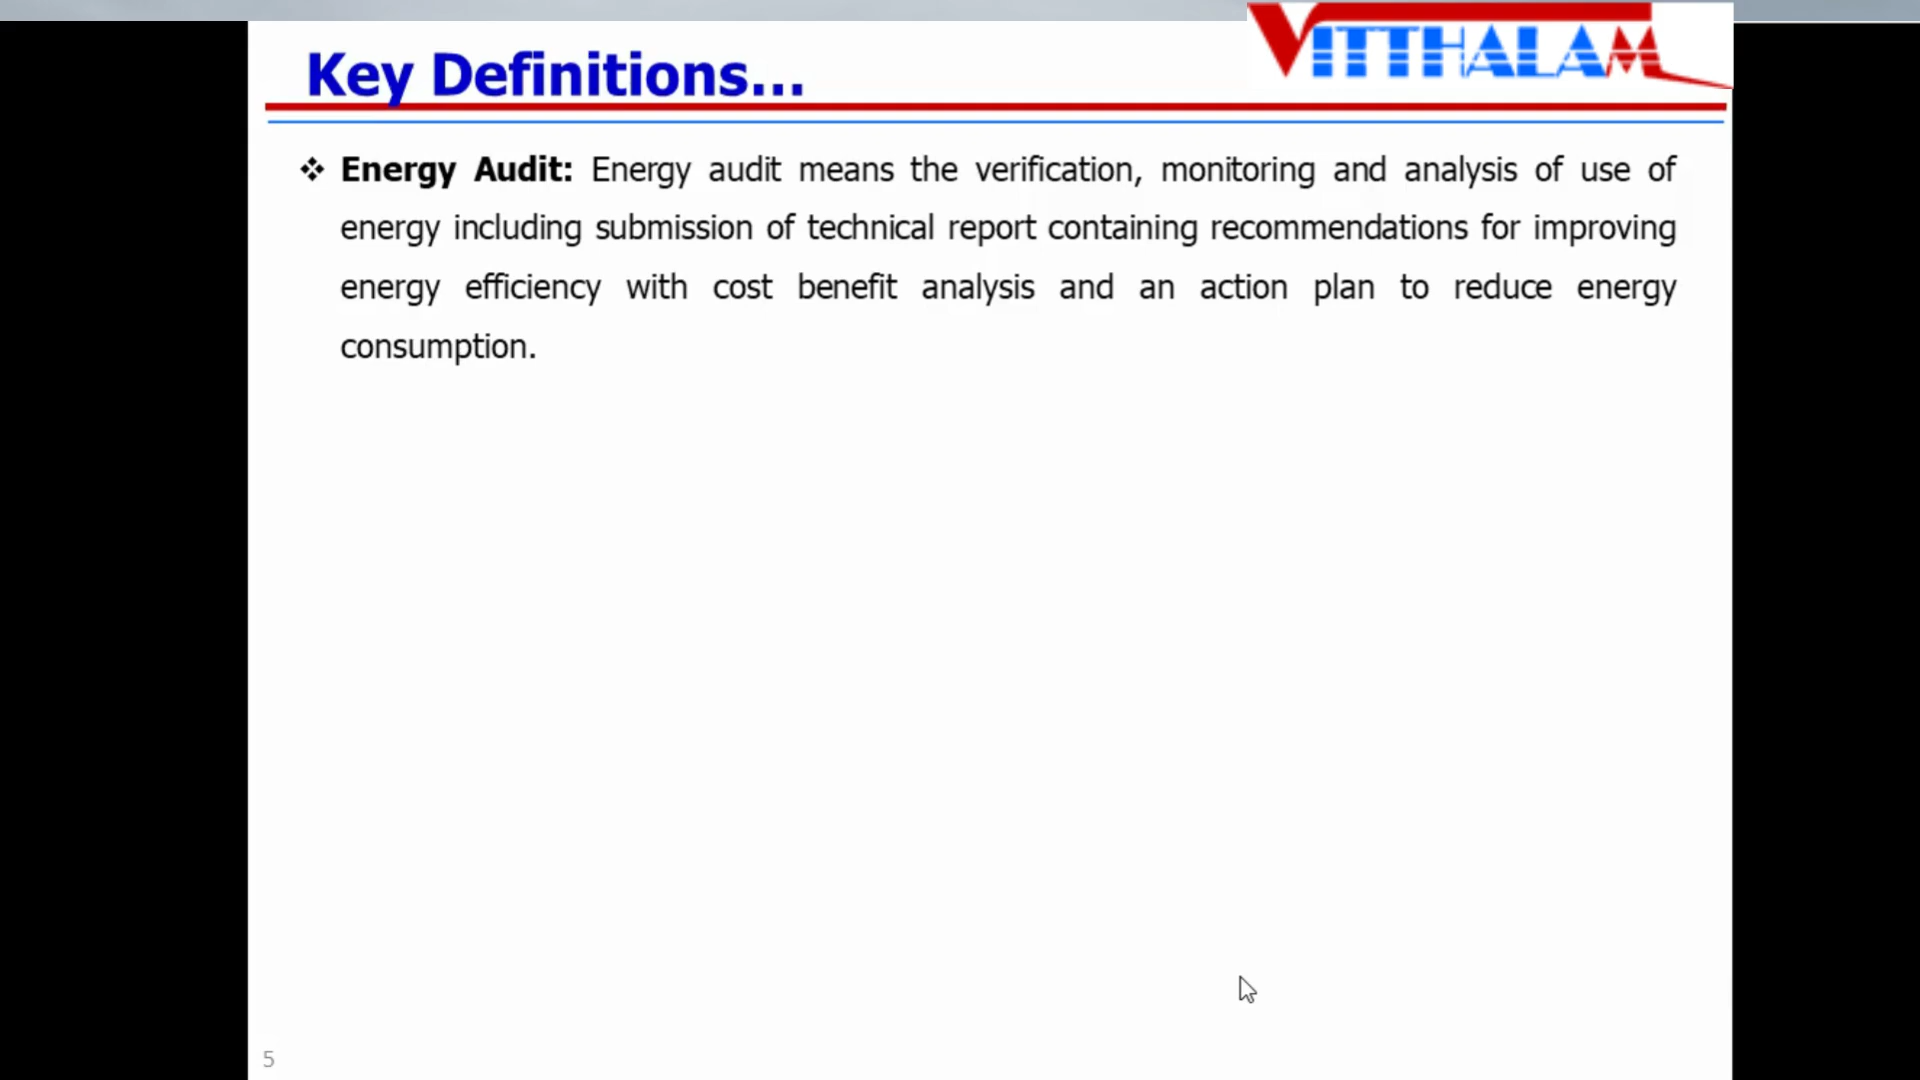 VITTHALAM
Key Definitions...
❖ Energy Audit: Energy audit means the verification, monitoring and analysis of use of
energy including submission of technical report containing recommendations for improving
energy efficiency with cost benefit analysis and an action plan to reduce energy
consumption.
5